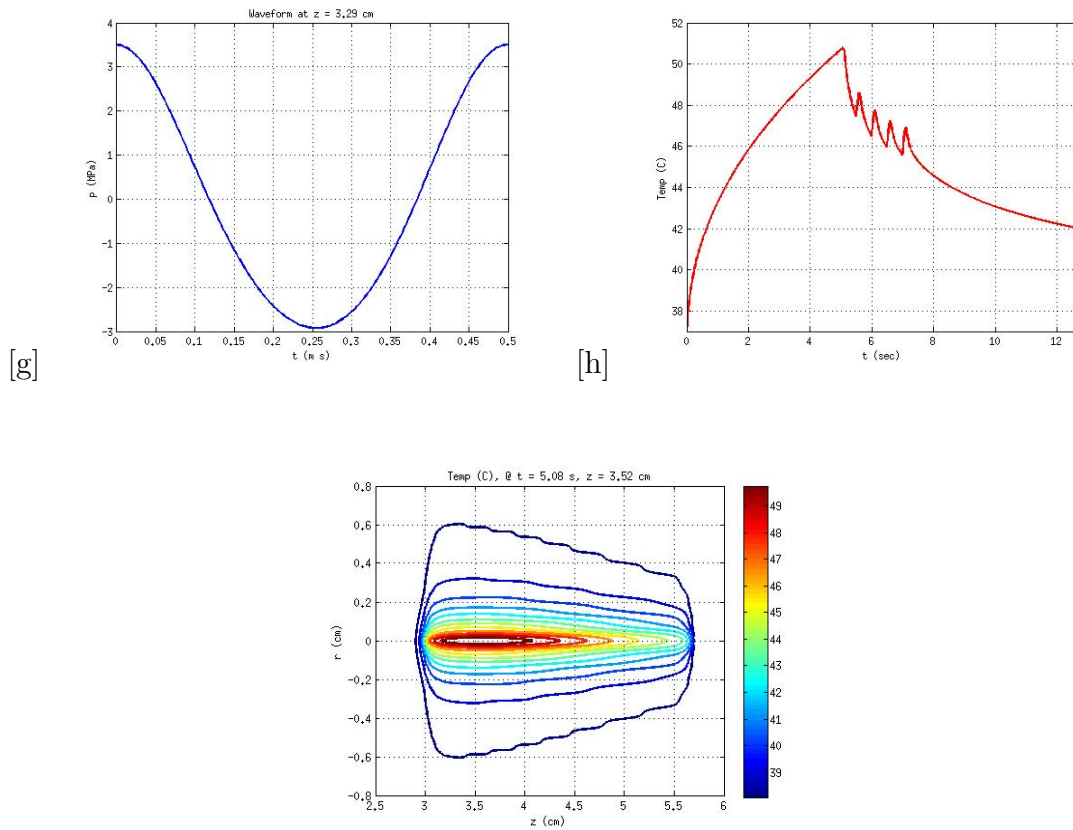 Waveform at z = 3.29 cm
4
3
2
1
0
-1
-2
-3
p (MPa)
0 0.05 0.1 0.15 0.2 0.25 0.3 0.35 0.4 0.45 0.5
t (m s)
[g]
52
50
48
46
44
42
40
38
Temp (C)
0 2 4 6 8 10 12
t (sec)
[h]
Temp (C), @ t = 5.08 s, z = 3.52 cm
0.8
0.6
0.4
0.2
0
-0.2
-0.4
-0.6
-0.8
r (cm)
2.5 3 3.5 4 4.5 5 5.5 6
z (cm)
49
48
47
46
45
44
43
42
41
40
39